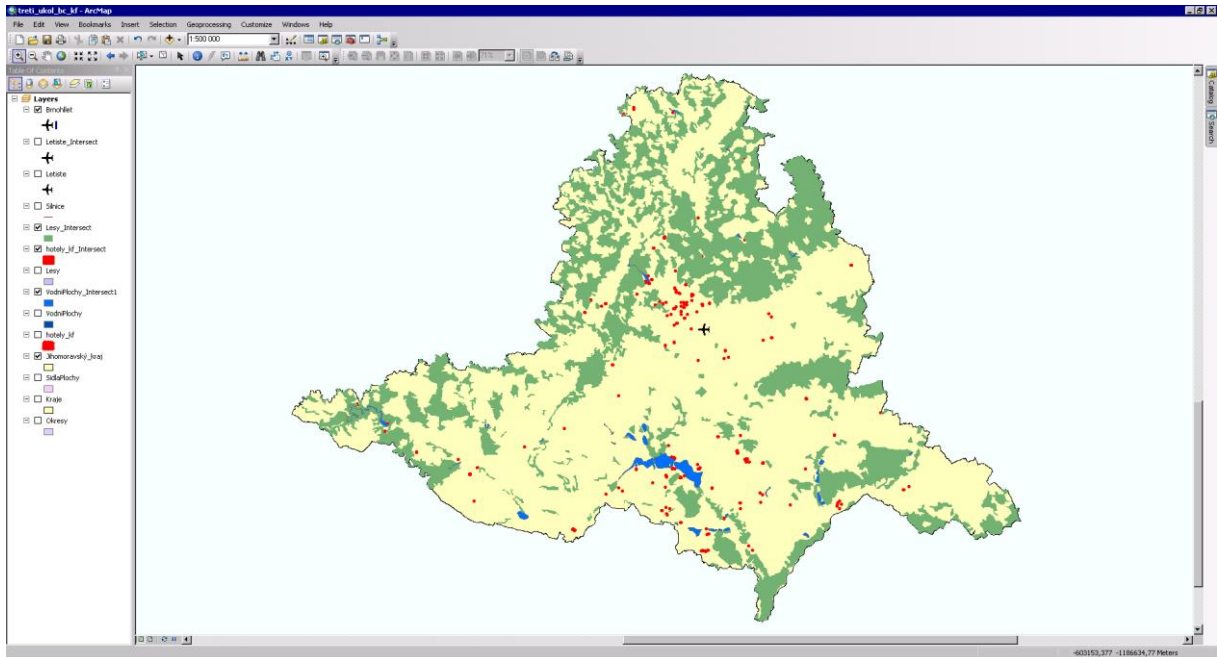 treti_ukol_bc_kf - ArcMap
File Edit View Bookmarks Insert Selection Geoprocessing Customize Windows Help
1:500 000
Table Of Contents
Layers
Brnohllet
Letiste_Intersect
Letiste
Silnice
Lesy_Intersect
hotely_kf_Intersect
Lesy
VodniPlochy_Intersect1
VodniPlochy
hotely_kf
Jihomoravský_kraj
SidlaPlochy
Kraje
Okresy
Catalog
Search
-603153,377 -1186634,77 Meters